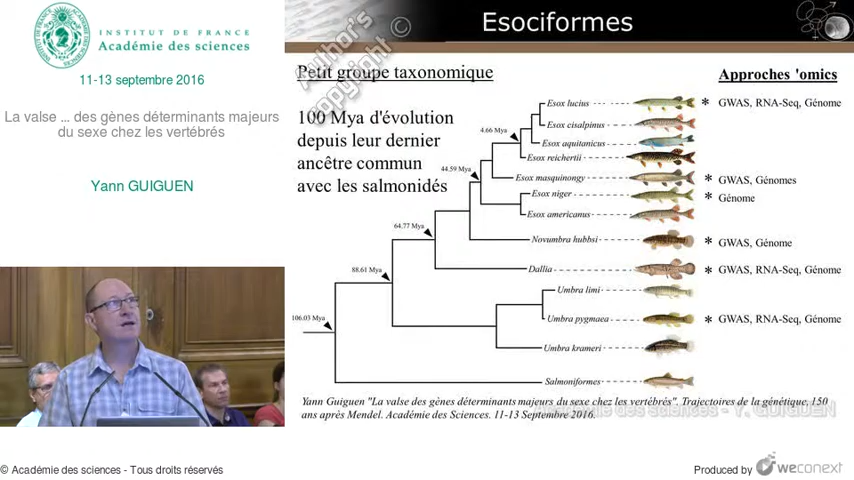 INSTITUT DE FRANCE
Académie des sciences
11-13 septembre 2016
La valse ... des gènes déterminants majeurs
du sexe chez les vertébrés
Yann GUIGUEN
Esociformes
Author's
copyright ©
Petit groupe taxonomique
Approches 'omics
100 Mya d'évolution
depuis leur dernier
ancêtre commun
avec les salmonidés
Esox lucius
* GWAS, RNA-Seq, Génome
Esox cisalpinus
4.66 Mya
Esox aquitanicus
Esox reichertii
44.59 Mya
Esox masquinongy
* GWAS, Génomes
Esox niger
* Génome
Esox americanus
64.77 Mya
Novumbra hubbsi
* GWAS, Génome
88.61 Mya
Dallia
* GWAS, RNA-Seq, Génome
Umbra limi
106.03 Mya
Umbra pygmaea
* GWAS, RNA-Seq, Génome
Umbra krameri
Salmoniformes
Yann Guiguen "La valse des gènes déterminants majeurs du sexe chez les vertébrés". Trajectoires de la génétique, 150
ans après Mendel. Académie des Sciences. 11-13 Septembre 2016.
Académie des sciences - Y. GUIGUEN
© Académie des sciences - Tous droits réservés
Produced by weconext